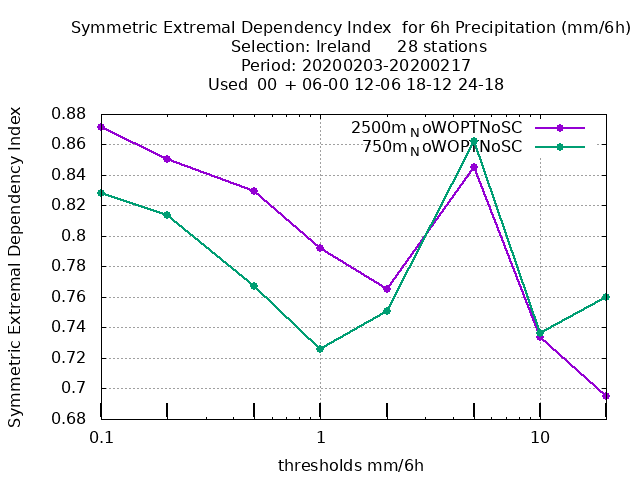 Symmetric Extremal Dependency Index  for 6h Precipitation (mm/6h)
Selection: Ireland     28 stations
Period: 20200203-20200217
Used  00  + 06-00 12-06 18-12 24-18
Symmetric Extremal Dependency Index
0.88
0.86
0.84
0.82
0.8
0.78
0.76
0.74
0.72
0.7
0.68
2500m_NoWOPTNoSC
750m_NoWOPTNoSC
0.1
1
10
thresholds mm/6h